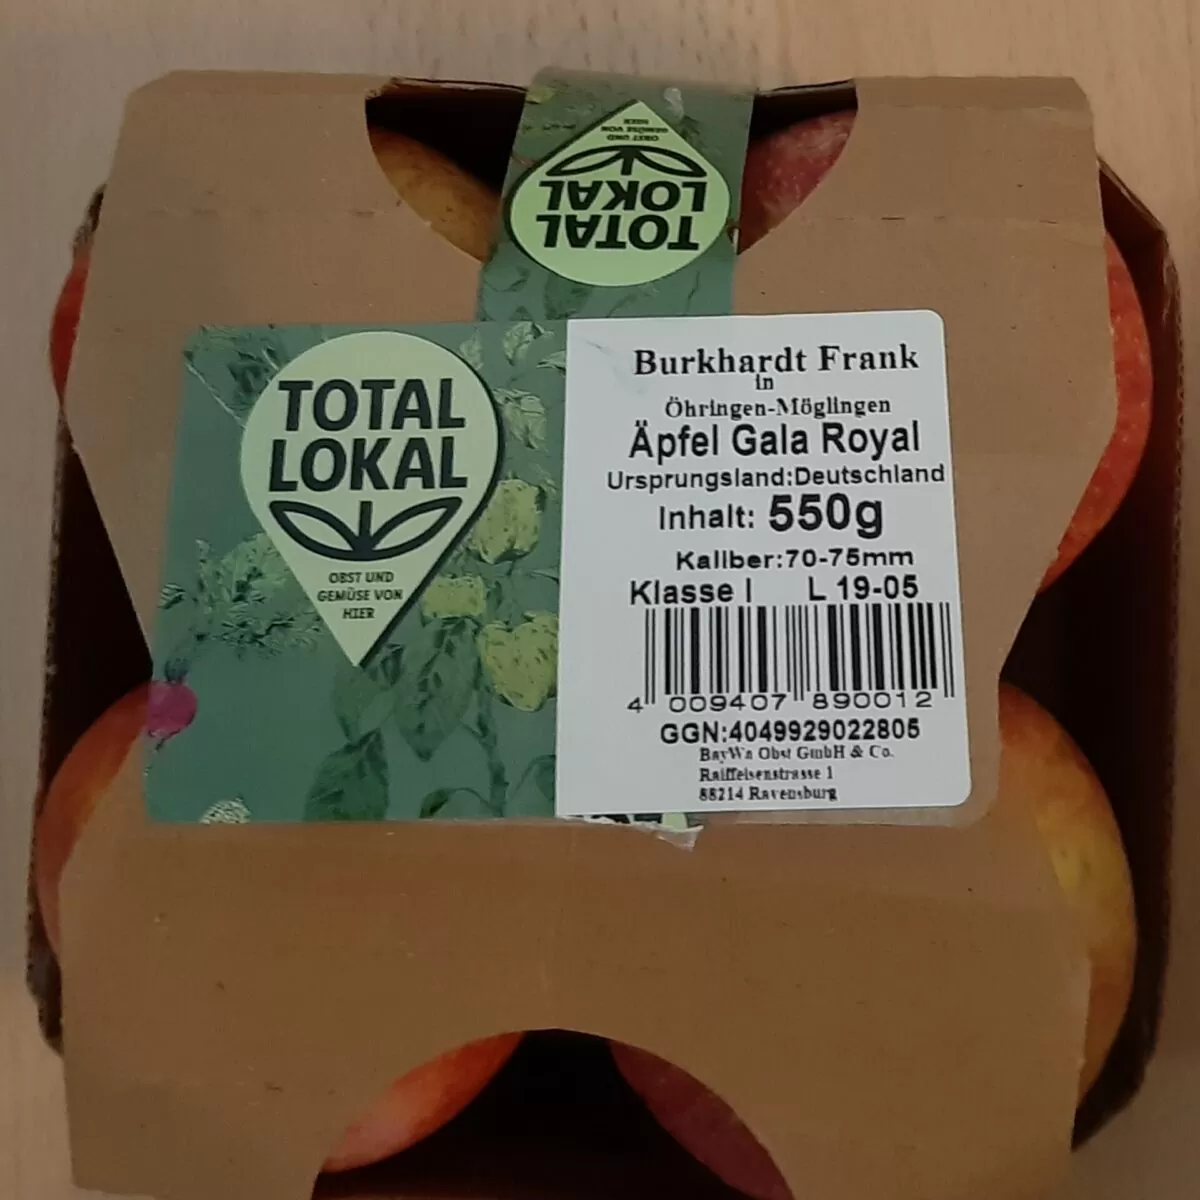 TOTAL
LOKAL
OBST UND
GEMÜSE VON
HIER
TOTAL
LOKAL
OBST UND
GEMÜSE VON
HIER
Burkhardt Frank
in
Öhringen-Möglingen
Äpfel Gala Royal
Ursprungsland:Deutschland
Inhalt: 550g
Kaliber:70-75mm
Klasse I L 19-05
4 009407 890012
GGN:4049929022805
BayWa Obst GmbH & Co.
Raiffeisenstrasse 1
88214 Ravensburg